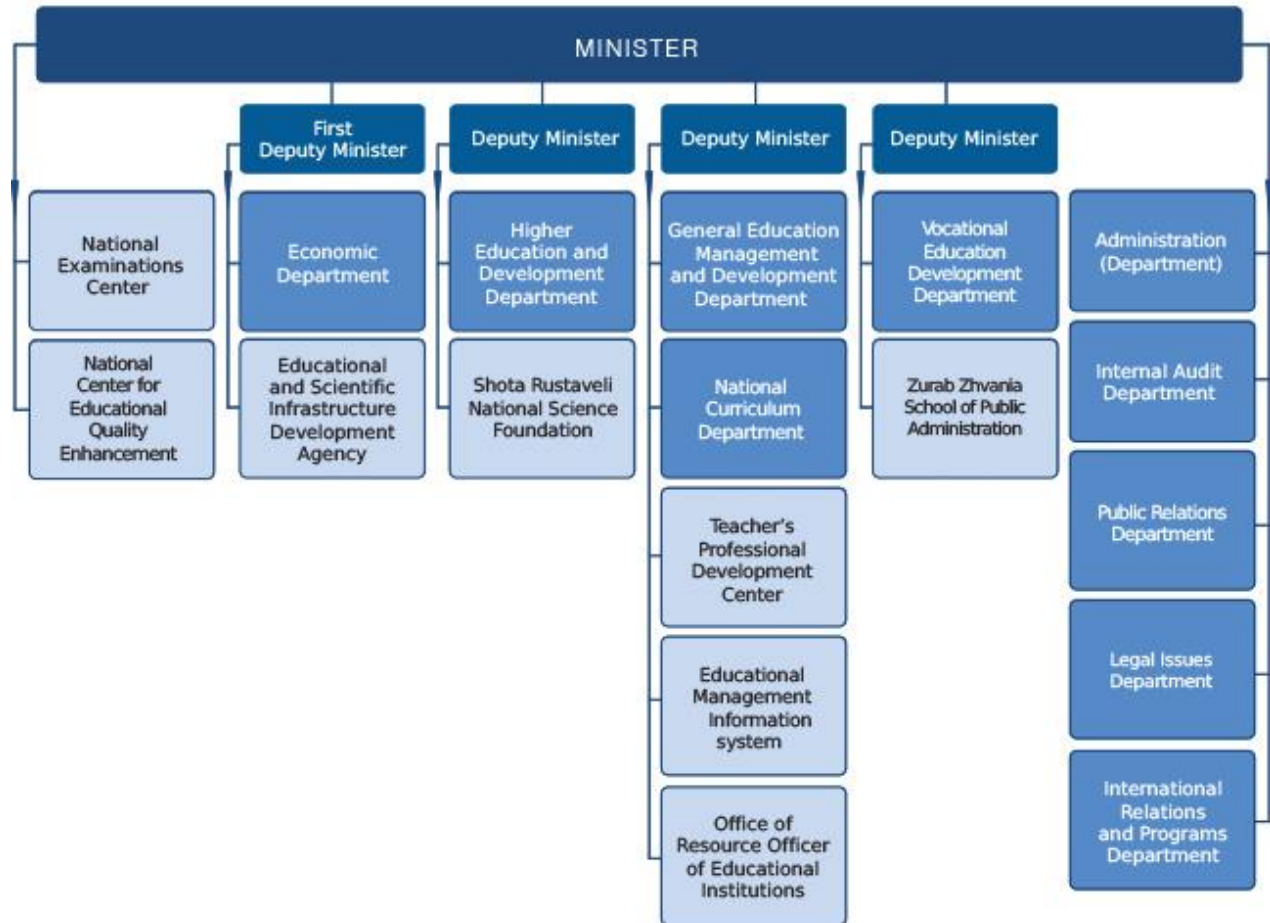 MINISTER
First
Deputy Minister
Deputy Minister
Deputy Minister
Deputy Minister
National
Examinations
Center
National
Center for
Educational
Quality
Enhancement
Economic
Department
Educational
and Scientific
Infrastructure
Development
Agency
Higher
Education and
Development
Department
Shota Rustaveli
National Science
Foundation
General Education
Management
and Development
Department
National
Curriculum
Department
Teacher's
Professional
Development
Center
Educational
Management
Information
system
Office of
Resource Officer
of Educational
Institutions
Vocational
Education
Development
Department
Zurab Zhvania
School of Public
Administration
Administration
(Department)
Internal Audit
Department
Public Relations
Department
Legal Issues
Department
International
Relations
and Programs
Department